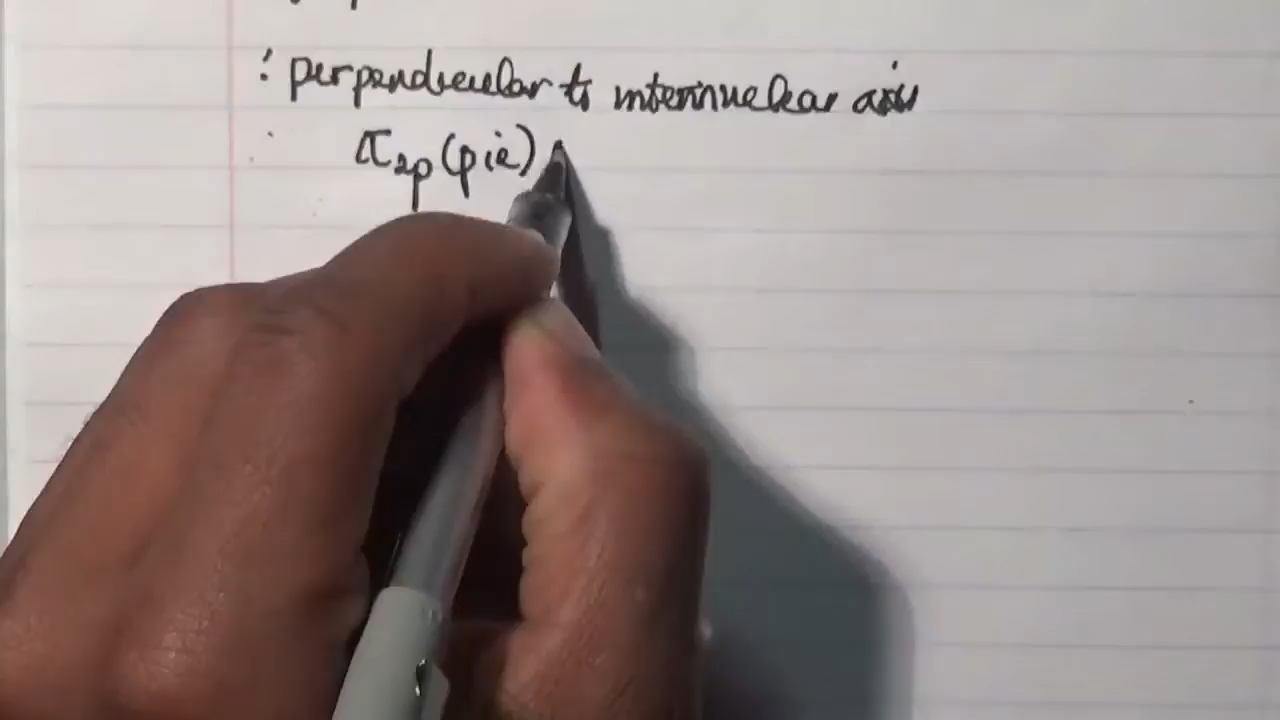 : perpendicular to internuclear axis
π2p (pie)